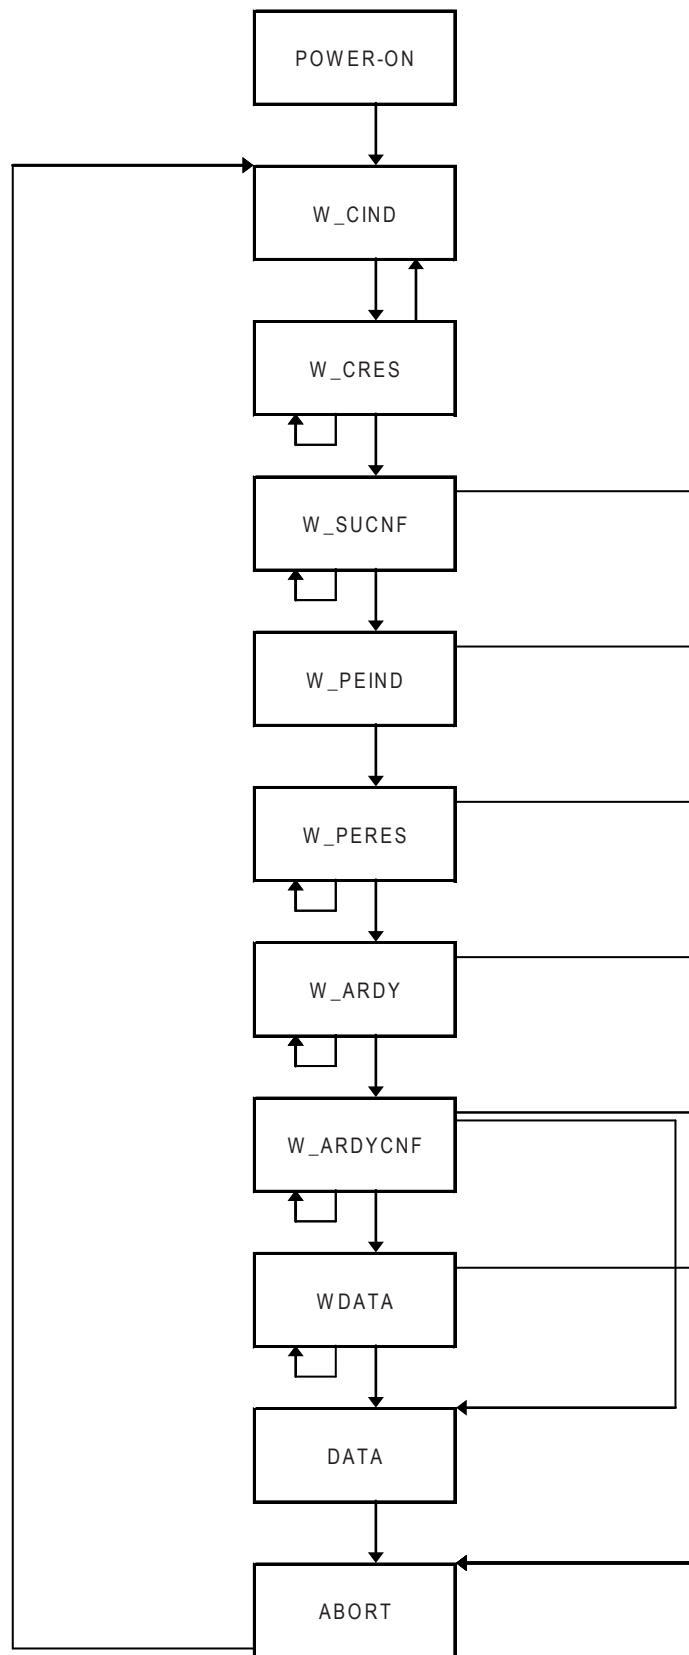 POWER-ON
W_CIND
W_CRES
W_SUCNF
W_PEIND
W_PERES
W_ARDY
W_ARDYCNF
WDATA
DATA
ABORT